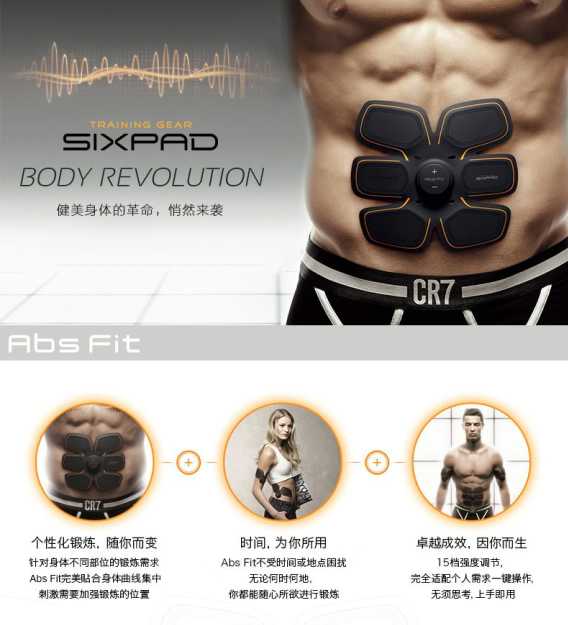 TRAINING GEAR
SIXPAD
BODY REVOLUTION
健美身体的革命，悄然来袭
SIXPAD
CR7
Abs Fit
CR7
个性化锻炼，随你而变
针对身体不同部位的锻炼需求
Abs Fit完美贴合身体曲线集中
刺激需要加强锻炼的位置
时间，为你所用
Abs Fit不受时间或地点困扰
无论何时何地，
你都能随心所欲进行锻炼
卓越成效，因你而生
15档强度调节，
完全适配个人需求一键操作，
无须思考，上手即用